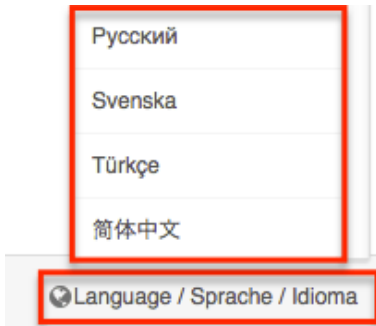 Русский
Svenska
Türkçe
简体中文
Language / Sprache / Idioma